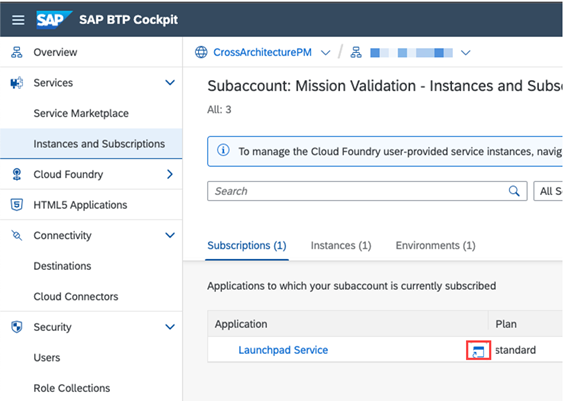 SAP SAP BTP Cockpit
Overview
CrossArchitecturePM /
Services
Subaccount: Mission Validation - Instances and Subsc
All: 3
Service Marketplace
Instances and Subscriptions
To manage the Cloud Foundry user-provided service instances, navig
Cloud Foundry
Search
All Se
HTML5 Applications
Connectivity
Subscriptions (1) Instances (1) Environments (1)
Destinations
Applications to which your subaccount is currently subscribed
Cloud Connectors
Application Plan
Security
Launchpad Service standard
Users
Role Collections